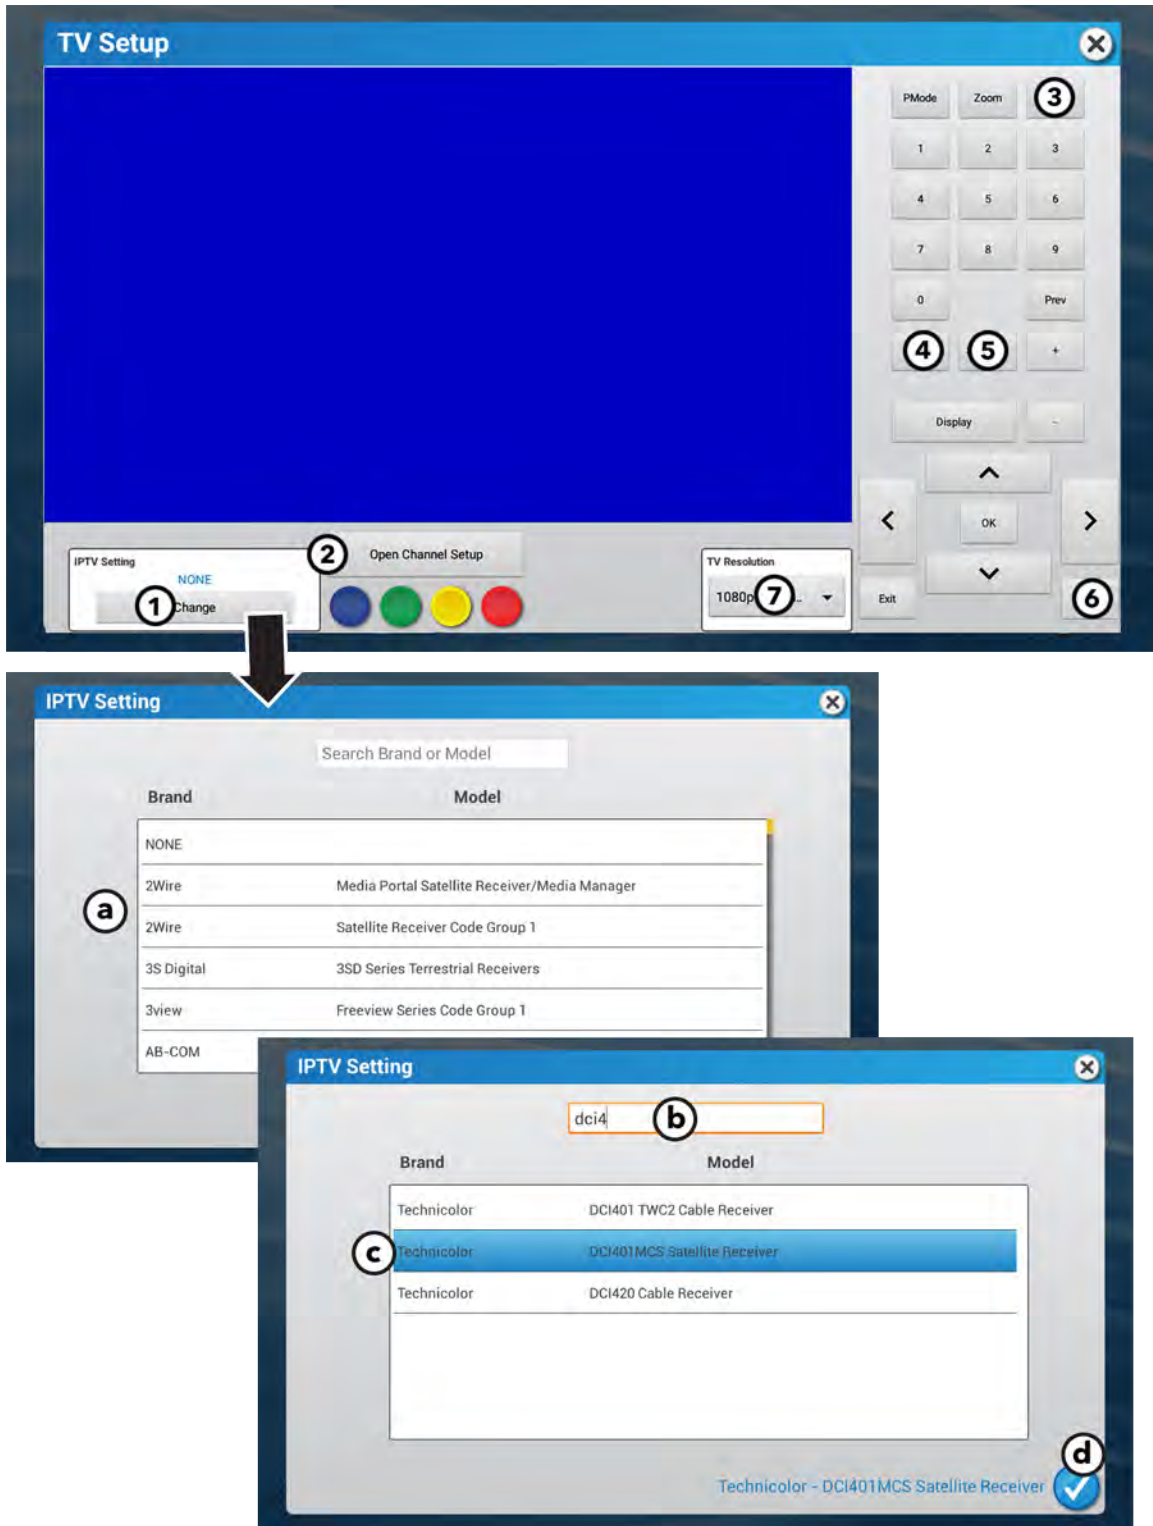 TV Setup
PMode Zoom 3
1 2 3
4 5 6
7 8 9
0 Prev
4 5 +
Display -
OK
Exit 6
IPTV Setting
NONE
1 Change
2 Open Channel Setup
TV Resolution
1080p 7 ..
IPTV Setting
Search Brand or Model
Brand Model
NONE
a
2Wire Media Portal Satellite Receiver/Media Manager
2Wire Satellite Receiver Code Group 1
3S Digital 3SD Series Terrestrial Receivers
3view Freeview Series Code Group 1
AB-COM
IPTV Setting
dci4 b
Brand Model
Technicolor DCI401 TWC2 Cable Receiver
c Technicolor DCI401MCS Satellite Receiver
Technicolor DCI420 Cable Receiver
d
Technicolor - DCI401MCS Satellite Receiver